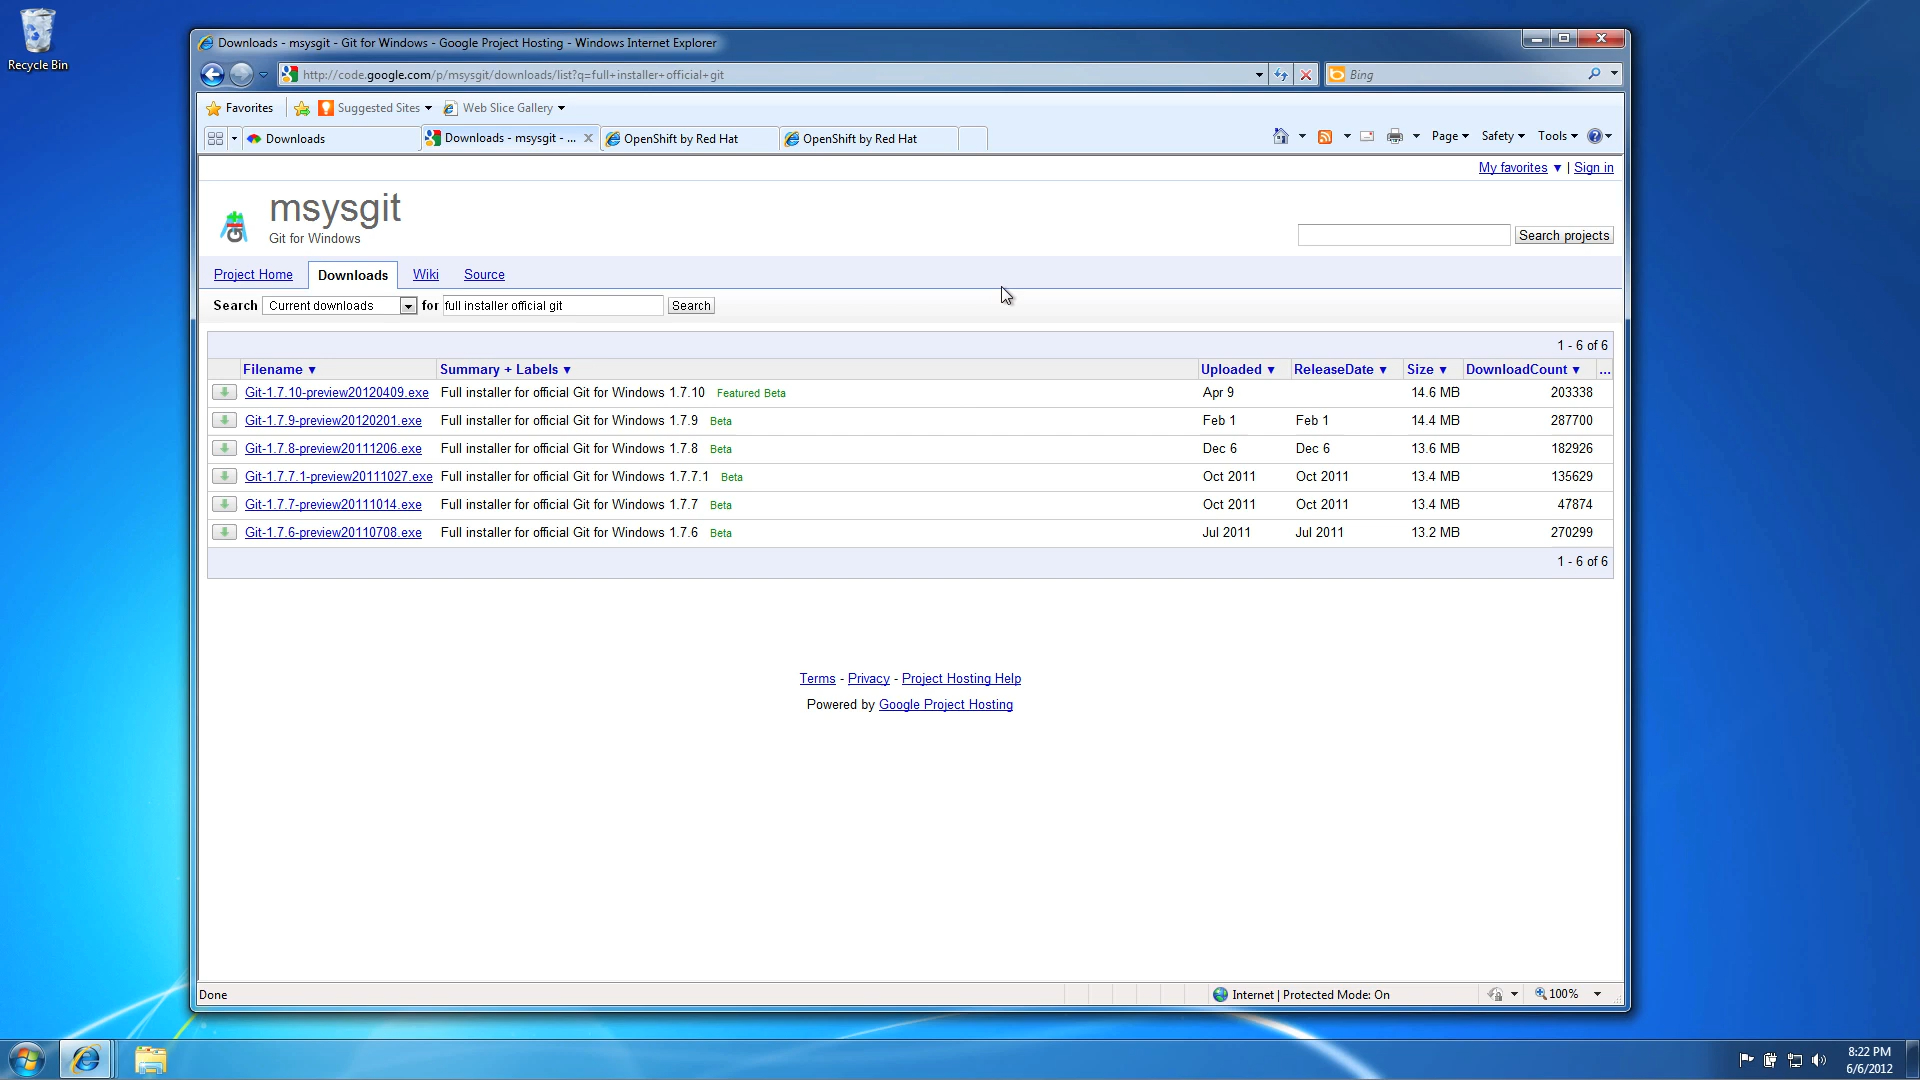 Recycle Bin
Downloads - msysgit - Git for Windows - Google Project Hosting - Windows Internet Explorer
http://code.google.com/p/msysgit/downloads/list?q=full+installer+official+git
Bing
Favorites
Suggested Sites
Web Slice Gallery
Downloads
Downloads - msysgit - ...
OpenShift by Red Hat
OpenShift by Red Hat
Page
Safety
Tools
My favorites ▼ | Sign in
msysgit
Git for Windows
Search projects
Project Home
Downloads
Wiki
Source
Search Current downloads for full installer official git Search
1 - 6 of 6
Filename ▼ Summary + Labels ▼ Uploaded ▼ ReleaseDate ▼ Size ▼ DownloadCount ▼ ...
Git-1.7.10-preview20120409.exe Full installer for official Git for Windows 1.7.10 Featured Beta Apr 9 14.6 MB 203338
Git-1.7.9-preview20120201.exe Full installer for official Git for Windows 1.7.9 Beta Feb 1 Feb 1 14.4 MB 287700
Git-1.7.8-preview20111206.exe Full installer for official Git for Windows 1.7.8 Beta Dec 6 Dec 6 13.6 MB 182926
Git-1.7.7.1-preview20111027.exe Full installer for official Git for Windows 1.7.7.1 Beta Oct 2011 Oct 2011 13.4 MB 135629
Git-1.7.7-preview20111014.exe Full installer for official Git for Windows 1.7.7 Beta Oct 2011 Oct 2011 13.4 MB 47874
Git-1.7.6-preview20110708.exe Full installer for official Git for Windows 1.7.6 Beta Jul 2011 Jul 2011 13.2 MB 270299
1 - 6 of 6
Terms - Privacy - Project Hosting Help
Powered by Google Project Hosting
Done
Internet | Protected Mode: On
100%
8:22 PM
6/6/2012